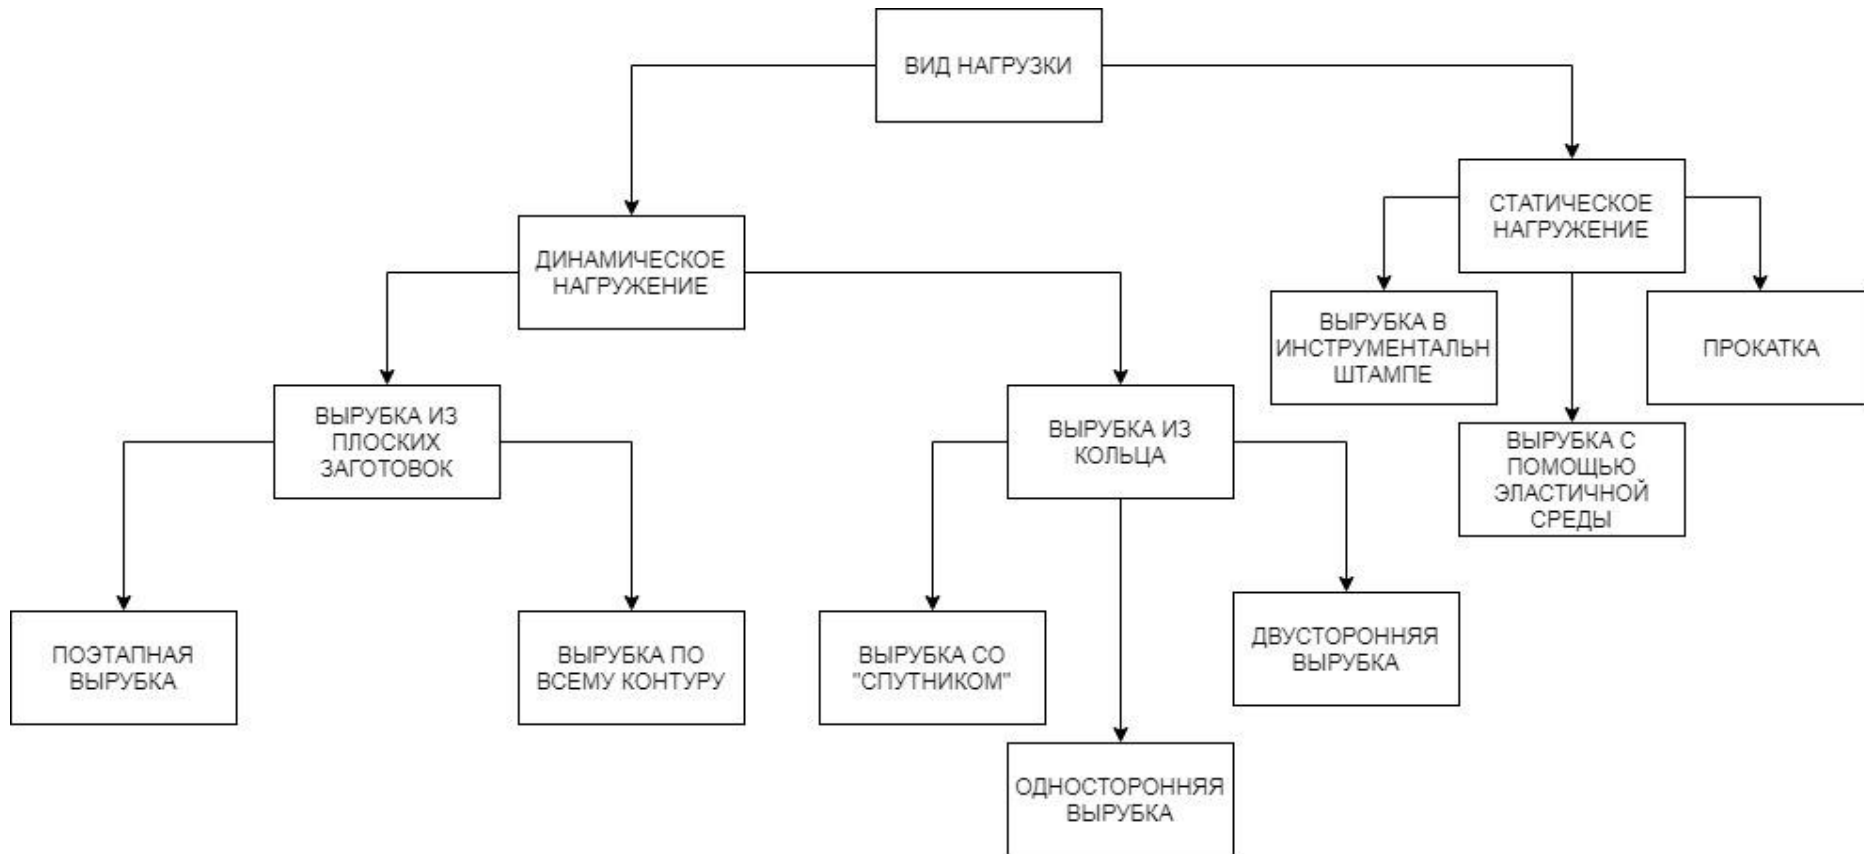 ВИД НАГРУЗКИ
СТАТИЧЕСКОЕ
НАГРУЖЕНИЕ
ДИНАМИЧЕСКОЕ
НАГРУЖЕНИЕ
ВЫРУБКА В
ИНСТРУМЕНТАЛЬН
ШТАМПЕ
ПРОКАТКА
ВЫРУБКА ИЗ
ПЛОСКИХ
ЗАГОТОВОК
ВЫРУБКА ИЗ
КОЛЬЦА
ВЫРУБКА С
ПОМОЩЬЮ
ЭЛАСТИЧНОЙ
СРЕДЫ
ПОЭТАПНАЯ
ВЫРУБКА
ВЫРУБКА ПО
ВСЕМУ КОНТУРУ
ВЫРУБКА СО
"СПУТНИКОМ"
ДВУСТОРОННЯЯ
ВЫРУБКА
ОДНОСТОРОННЯЯ
ВЫРУБКА